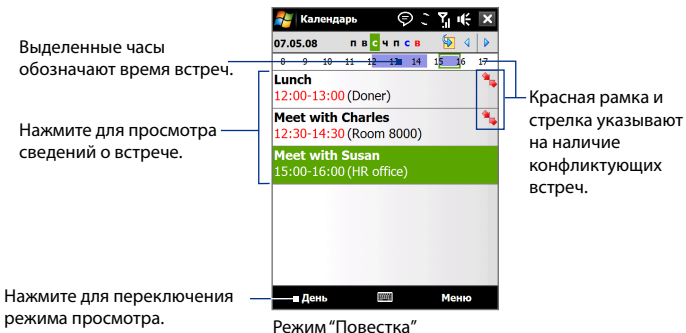 Календарь
07.05.08 п в с ч п с в
8 9 10 11 12 13 14 15 16 17
Выделенные часы
обозначают время встреч.
Lunch
12:00-13:00 (Doner)
Meet with Charles
12:30-14:30 (Room 8000)
Meet with Susan
15:00-16:00 (HR office)
Нажмите для просмотра
сведений о встрече.
Красная рамка и
стрелка указывают
на наличие
конфликтующих
встреч.
Нажмите для переключения
режима просмотра.
День Меню
Режим “Повестка”